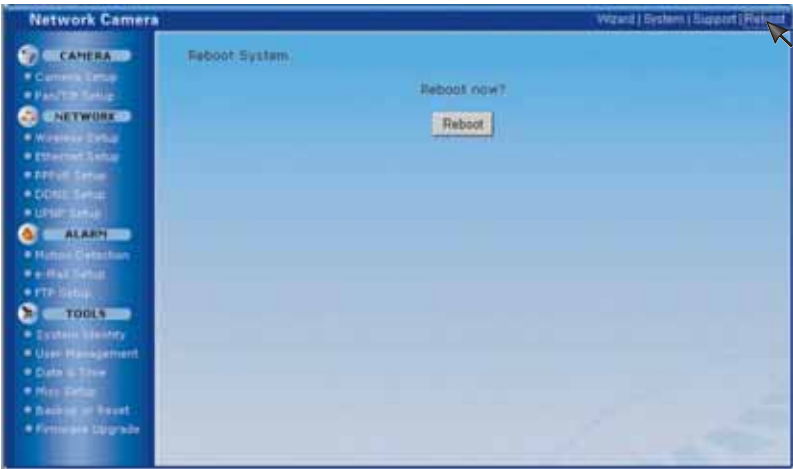 Network Camera
Wizard | System | Support | Reboot
CAMERA
Camera Setup
Pan/Tilt Setup
NETWORK
Wireless Setup
Ethernet Setup
PPPoE Setup
DDNS Setup
UPNP Setup
ALARM
Motion Detection
e-Mail Setup
FTP Setup
TOOLS
System Identity
User Management
Date & Time
Misc Setup
Backup or Reset
Firmware Upgrade
Reboot System
Reboot now?
Reboot